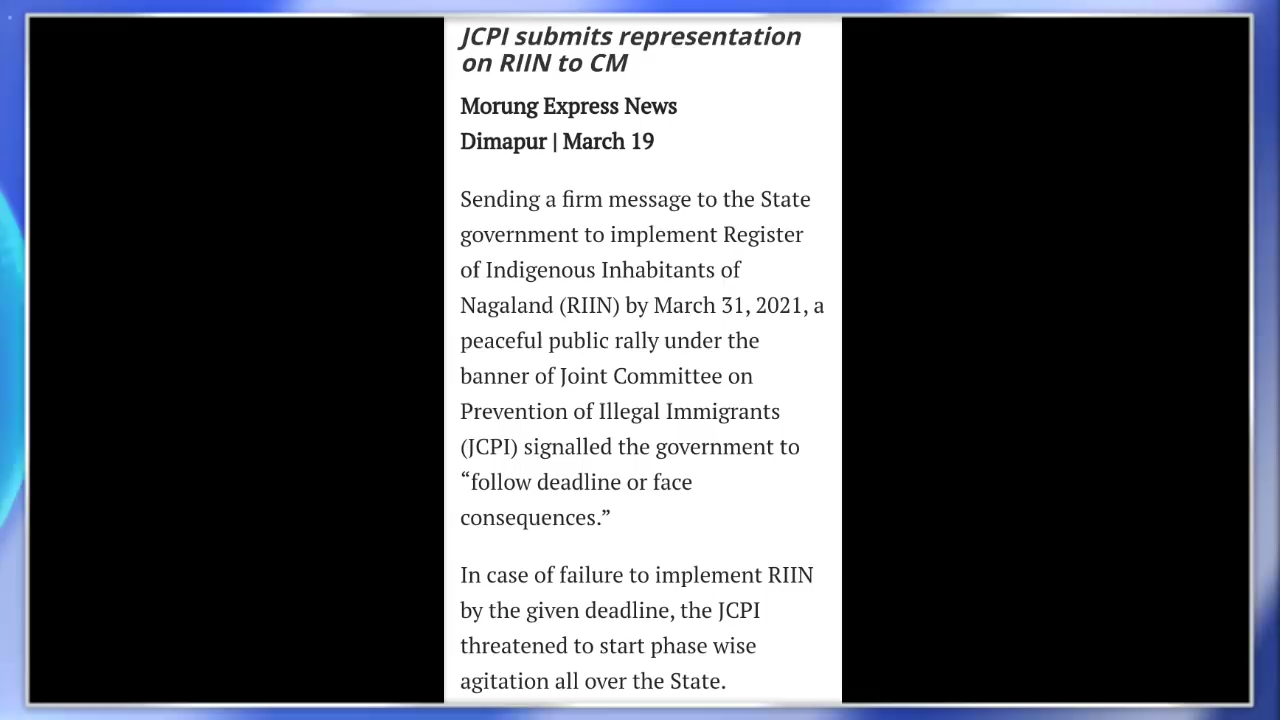 JCPI submits representation
on RIIN to CM
Morung Express News
Dimapur | March 19
Sending a firm message to the State
government to implement Register
of Indigenous Inhabitants of
Nagaland (RIIN) by March 31, 2021, a
peaceful public rally under the
banner of Joint Committee on
Prevention of Illegal Immigrants
(JCPI) signalled the government to
“follow deadline or face
consequences.”
In case of failure to implement RIIN
by the given deadline, the JCPI
threatened to start phase wise
agitation all over the State.